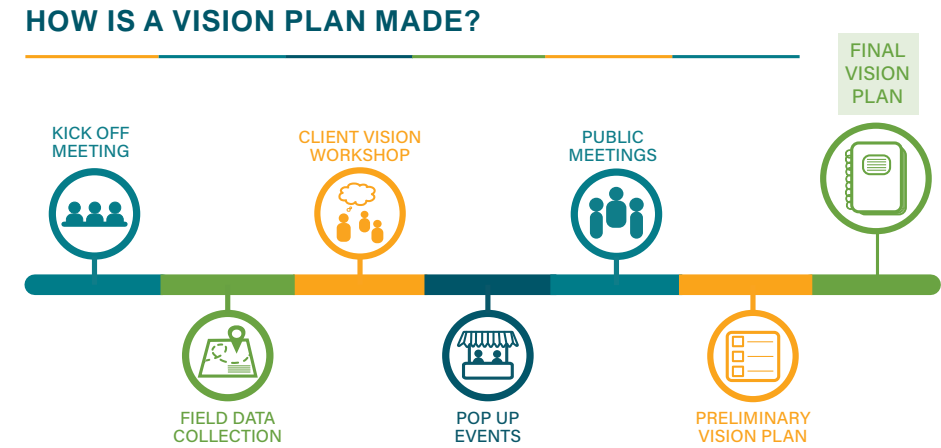 HOW IS A VISION PLAN MADE?
FINAL
VISION
PLAN
KICK OFF
MEETING
CLIENT VISION
WORKSHOP
PUBLIC
MEETINGS
FIELD DATA
COLLECTION
POP UP
EVENTS
PRELIMINARY
VISION PLAN